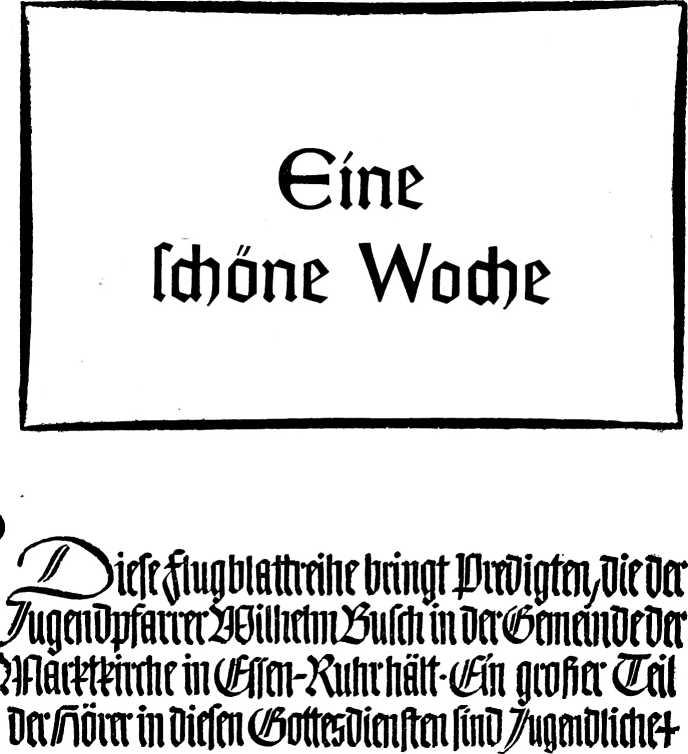 Eine
schöne Woche
Diese Flugblattreihe bringt Predigten, die der
Jugendpfarrer Wilhelm Busch in der Gemeinde der
Marktkirche in Essen-Ruhr hält. Ein großer Teil
der Hörer in diesen Gottesdiensten sind Jugendliche+